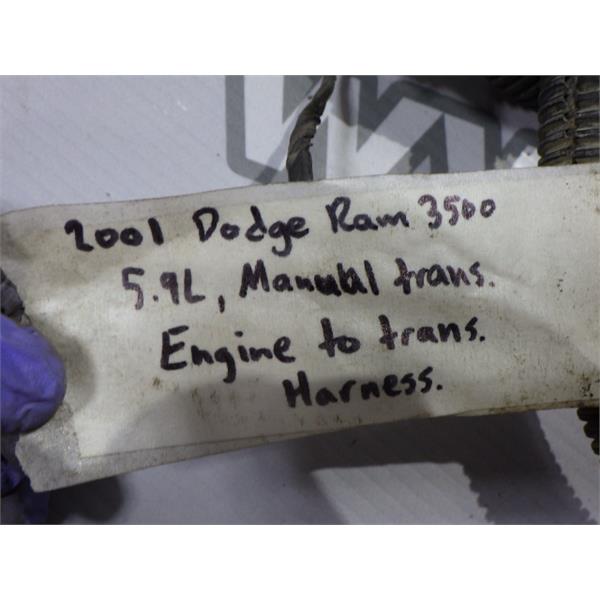 2001 Dodge Ram 3500
5.9L, Manual trans.
Engine to trans.
Harness.